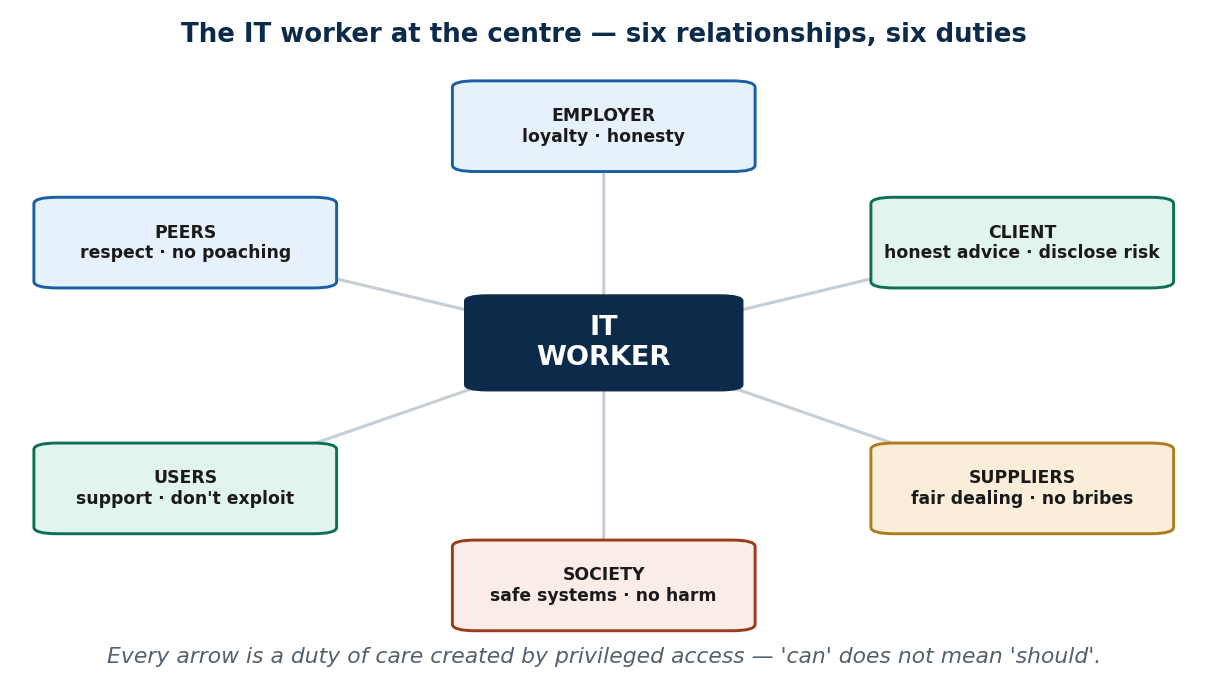 The IT worker at the centre — six relationships, six duties
EMPLOYER
loyalty · honesty
PEERS
respect · no poaching
CLIENT
honest advice · disclose risk
IT
WORKER
USERS
support · don't exploit
SUPPLIERS
fair dealing · no bribes
SOCIETY
safe systems · no harm
Every arrow is a duty of care created by privileged access — 'can' does not mean 'should'.